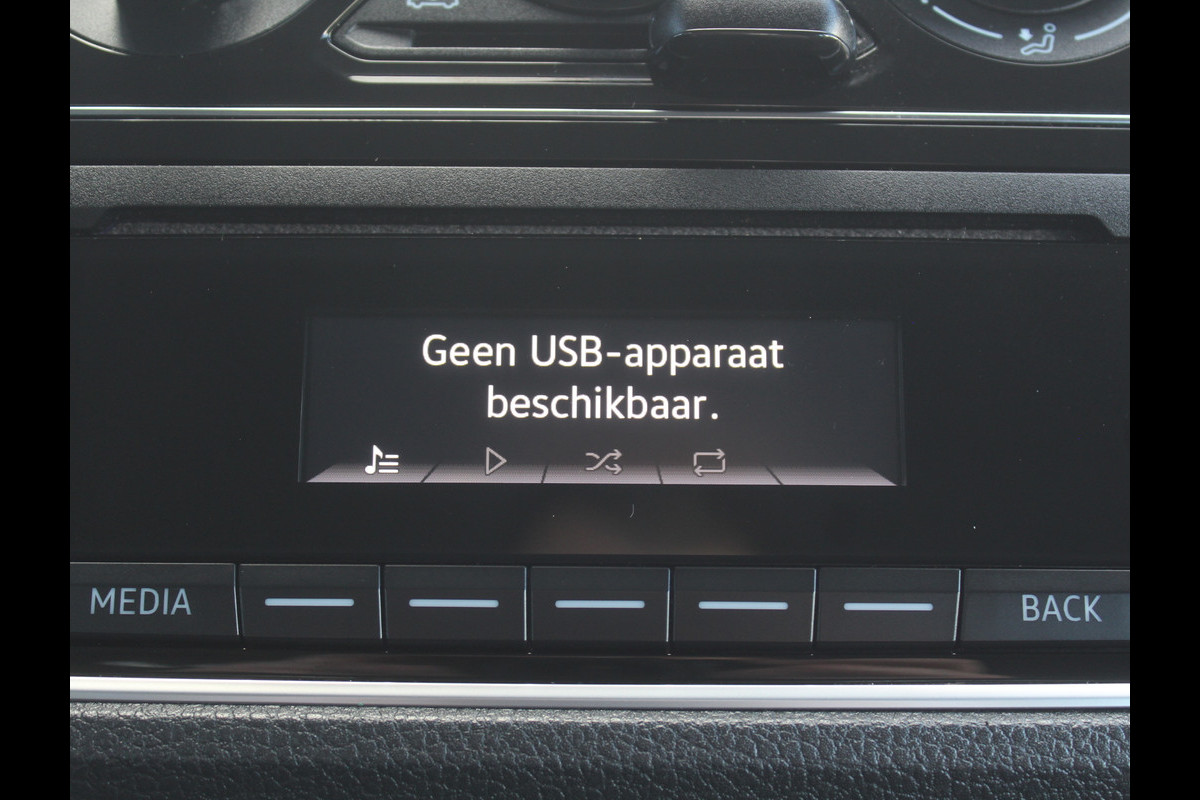 Geen USB-apparaat
beschikbaar.
MEDIA
BACK